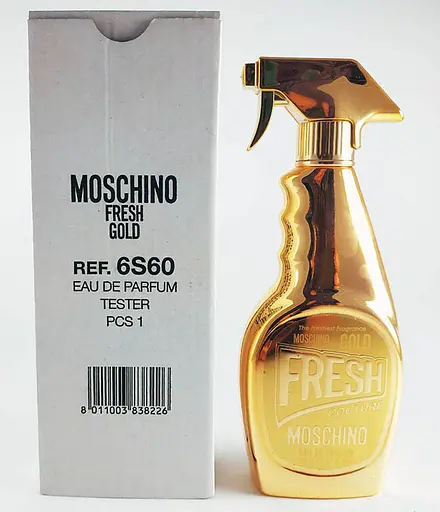 MOSCHINO
FRESH
GOLD
REF. 6S60
EAU DE PARFUM
TESTER
PCS 1
8 011003 838226
The freshest fragrance
MOSCHINO GOLD
FRESH
COUTURE
MOSCHINO